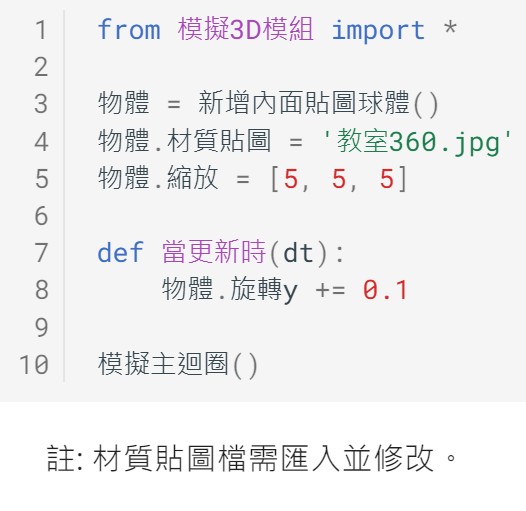 1 from 模擬3D模組 import *
2
3 物體 = 新增內面貼圖球體()
4 物體.材質貼圖 = '教室360.jpg'
5 物體.縮放 = [5, 5, 5]
6
7 def 當更新時(dt):
8     物體.旋轉y += 0.1
9
10 模擬主迴圈()
註: 材質貼圖檔需匯入並修改。